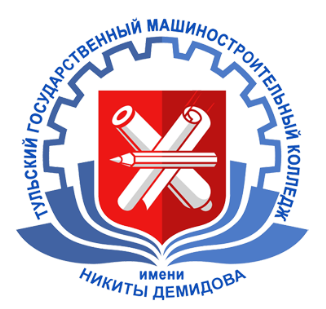 ТУЛЬСКИЙ ГОСУДАРСТВЕННЫЙ МАШИНОСТРОИТЕЛЬНЫЙ КОЛЛЕДЖ
имени
НИКИТЫ ДЕМИДОВА